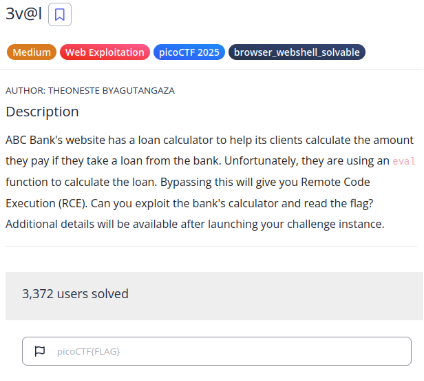 3v@l
Medium Web Exploitation picoCTF 2025 browser_webshell_solvable
AUTHOR: THEONESTE BYAGUTANGAZA
Description
ABC Bank's website has a loan calculator to help its clients calculate the amount
they pay if they take a loan from the bank. Unfortunately, they are using an eval
function to calculate the loan. Bypassing this will give you Remote Code
Execution (RCE). Can you exploit the bank's calculator and read the flag?
Additional details will be available after launching your challenge instance.
3,372 users solved
picoCTF{FLAG}